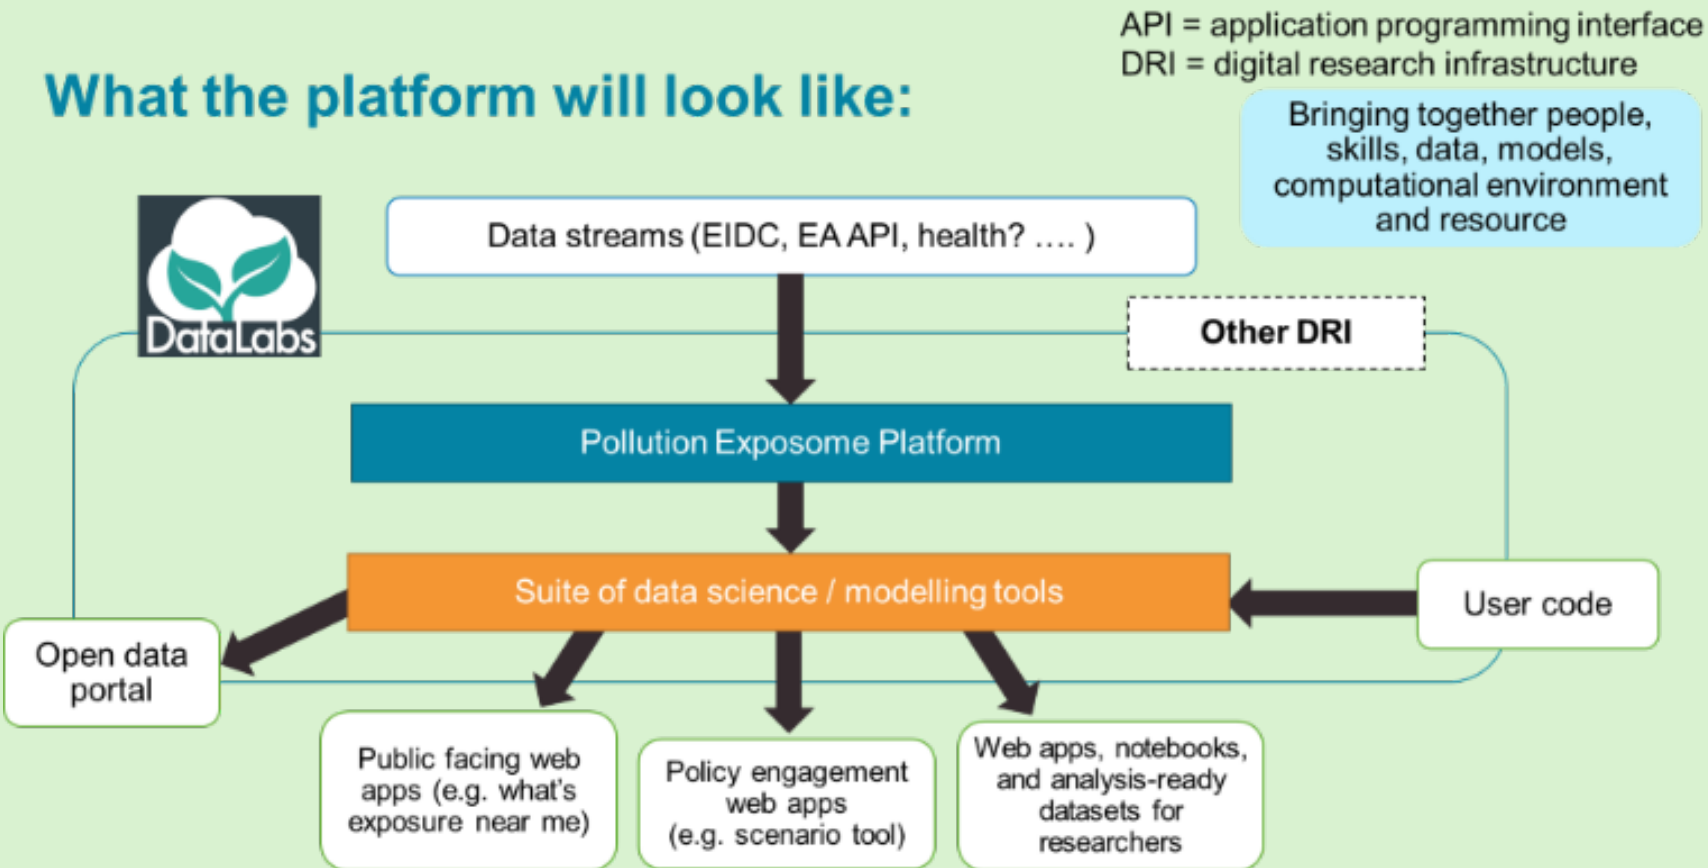 API = application programming interface
DRI = digital research infrastructure
What the platform will look like:
Bringing together people,
skills, data, models,
computational environment
and resource
Data streams (EIDC, EA API, health? .... )
DataLabs
Other DRI
Pollution Exposome Platform
Suite of data science / modelling tools
User code
Open data
portal
Public facing web
apps (e.g. what's
exposure near me)
Policy engagement
web apps
(e.g. scenario tool)
Web apps, notebooks,
and analysis-ready
datasets for
researchers